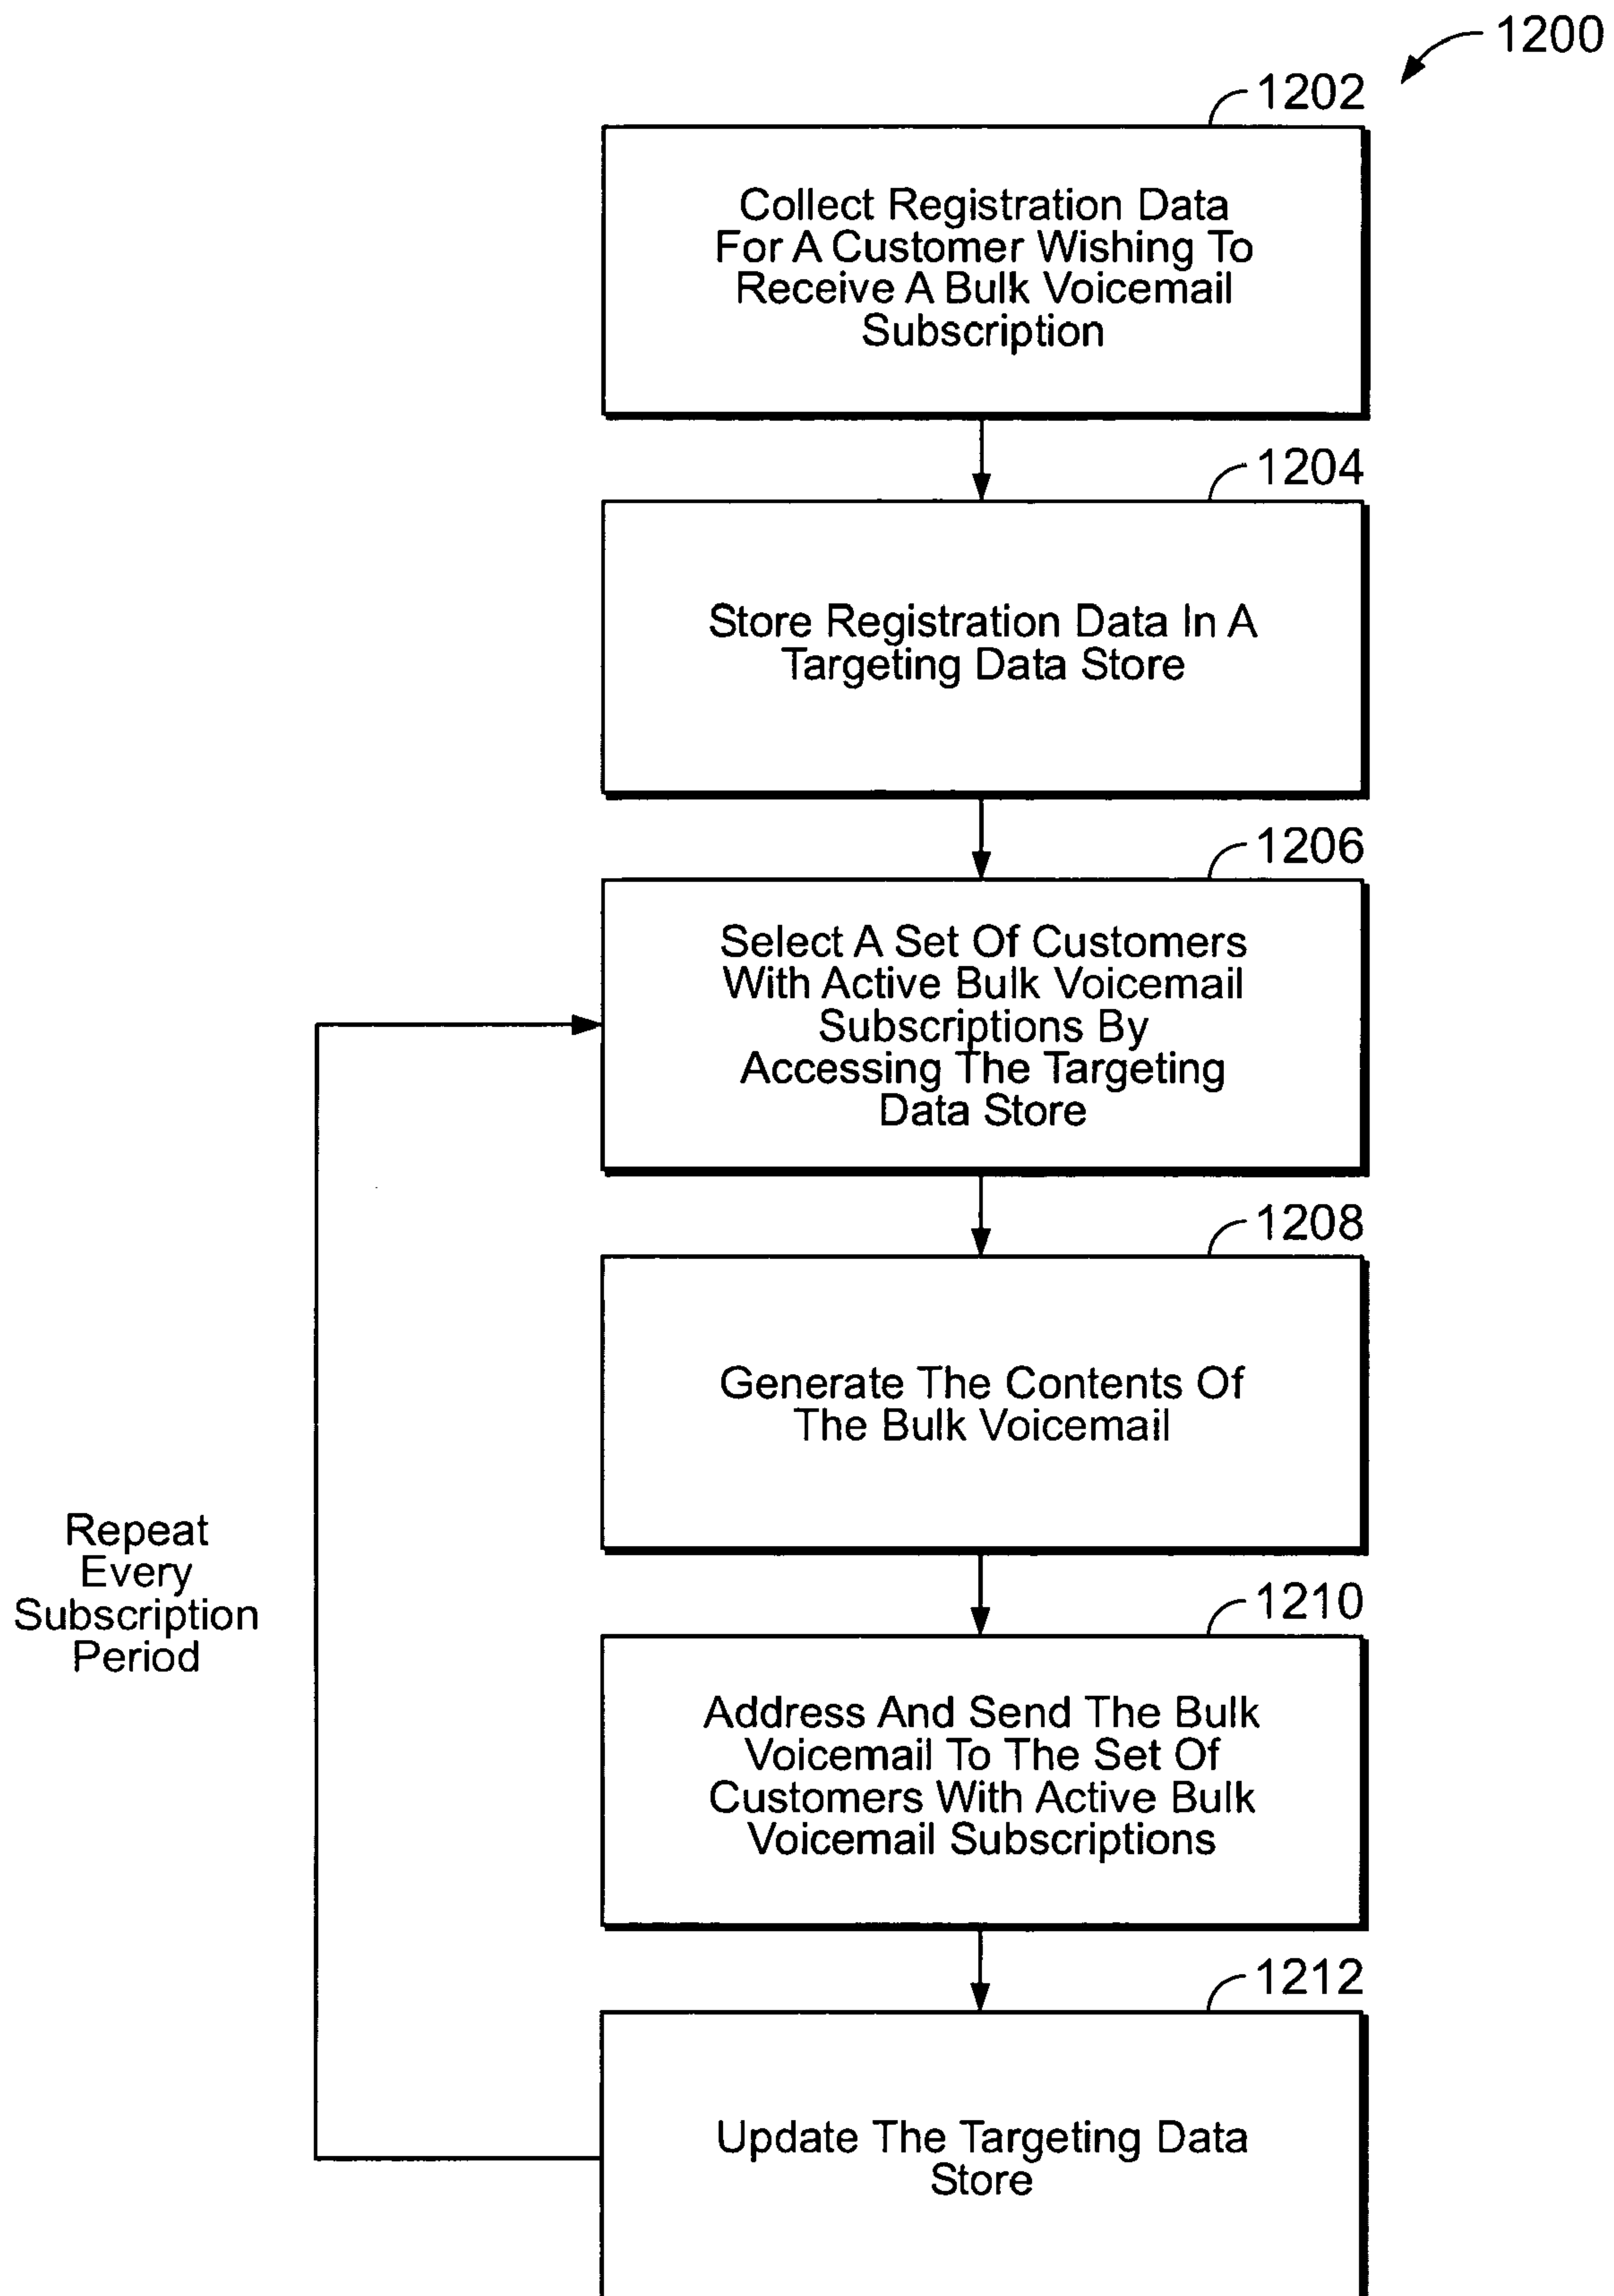 1200
1202
Collect Registration Data
For A Customer Wishing To
Receive A Bulk Voicemail
Subscription
1204
Store Registration Data In A
Targeting Data Store
1206
Select A Set Of Customers
With Active Bulk Voicemail
Subscriptions By
Accessing The Targeting
Data Store
1208
Generate The Contents Of
The Bulk Voicemail
Repeat
Every
Subscription
Period
1210
Address And Send The Bulk
Voicemail To The Set Of
Customers With Active Bulk
Voicemail Subscriptions
1212
Update The Targeting Data
Store